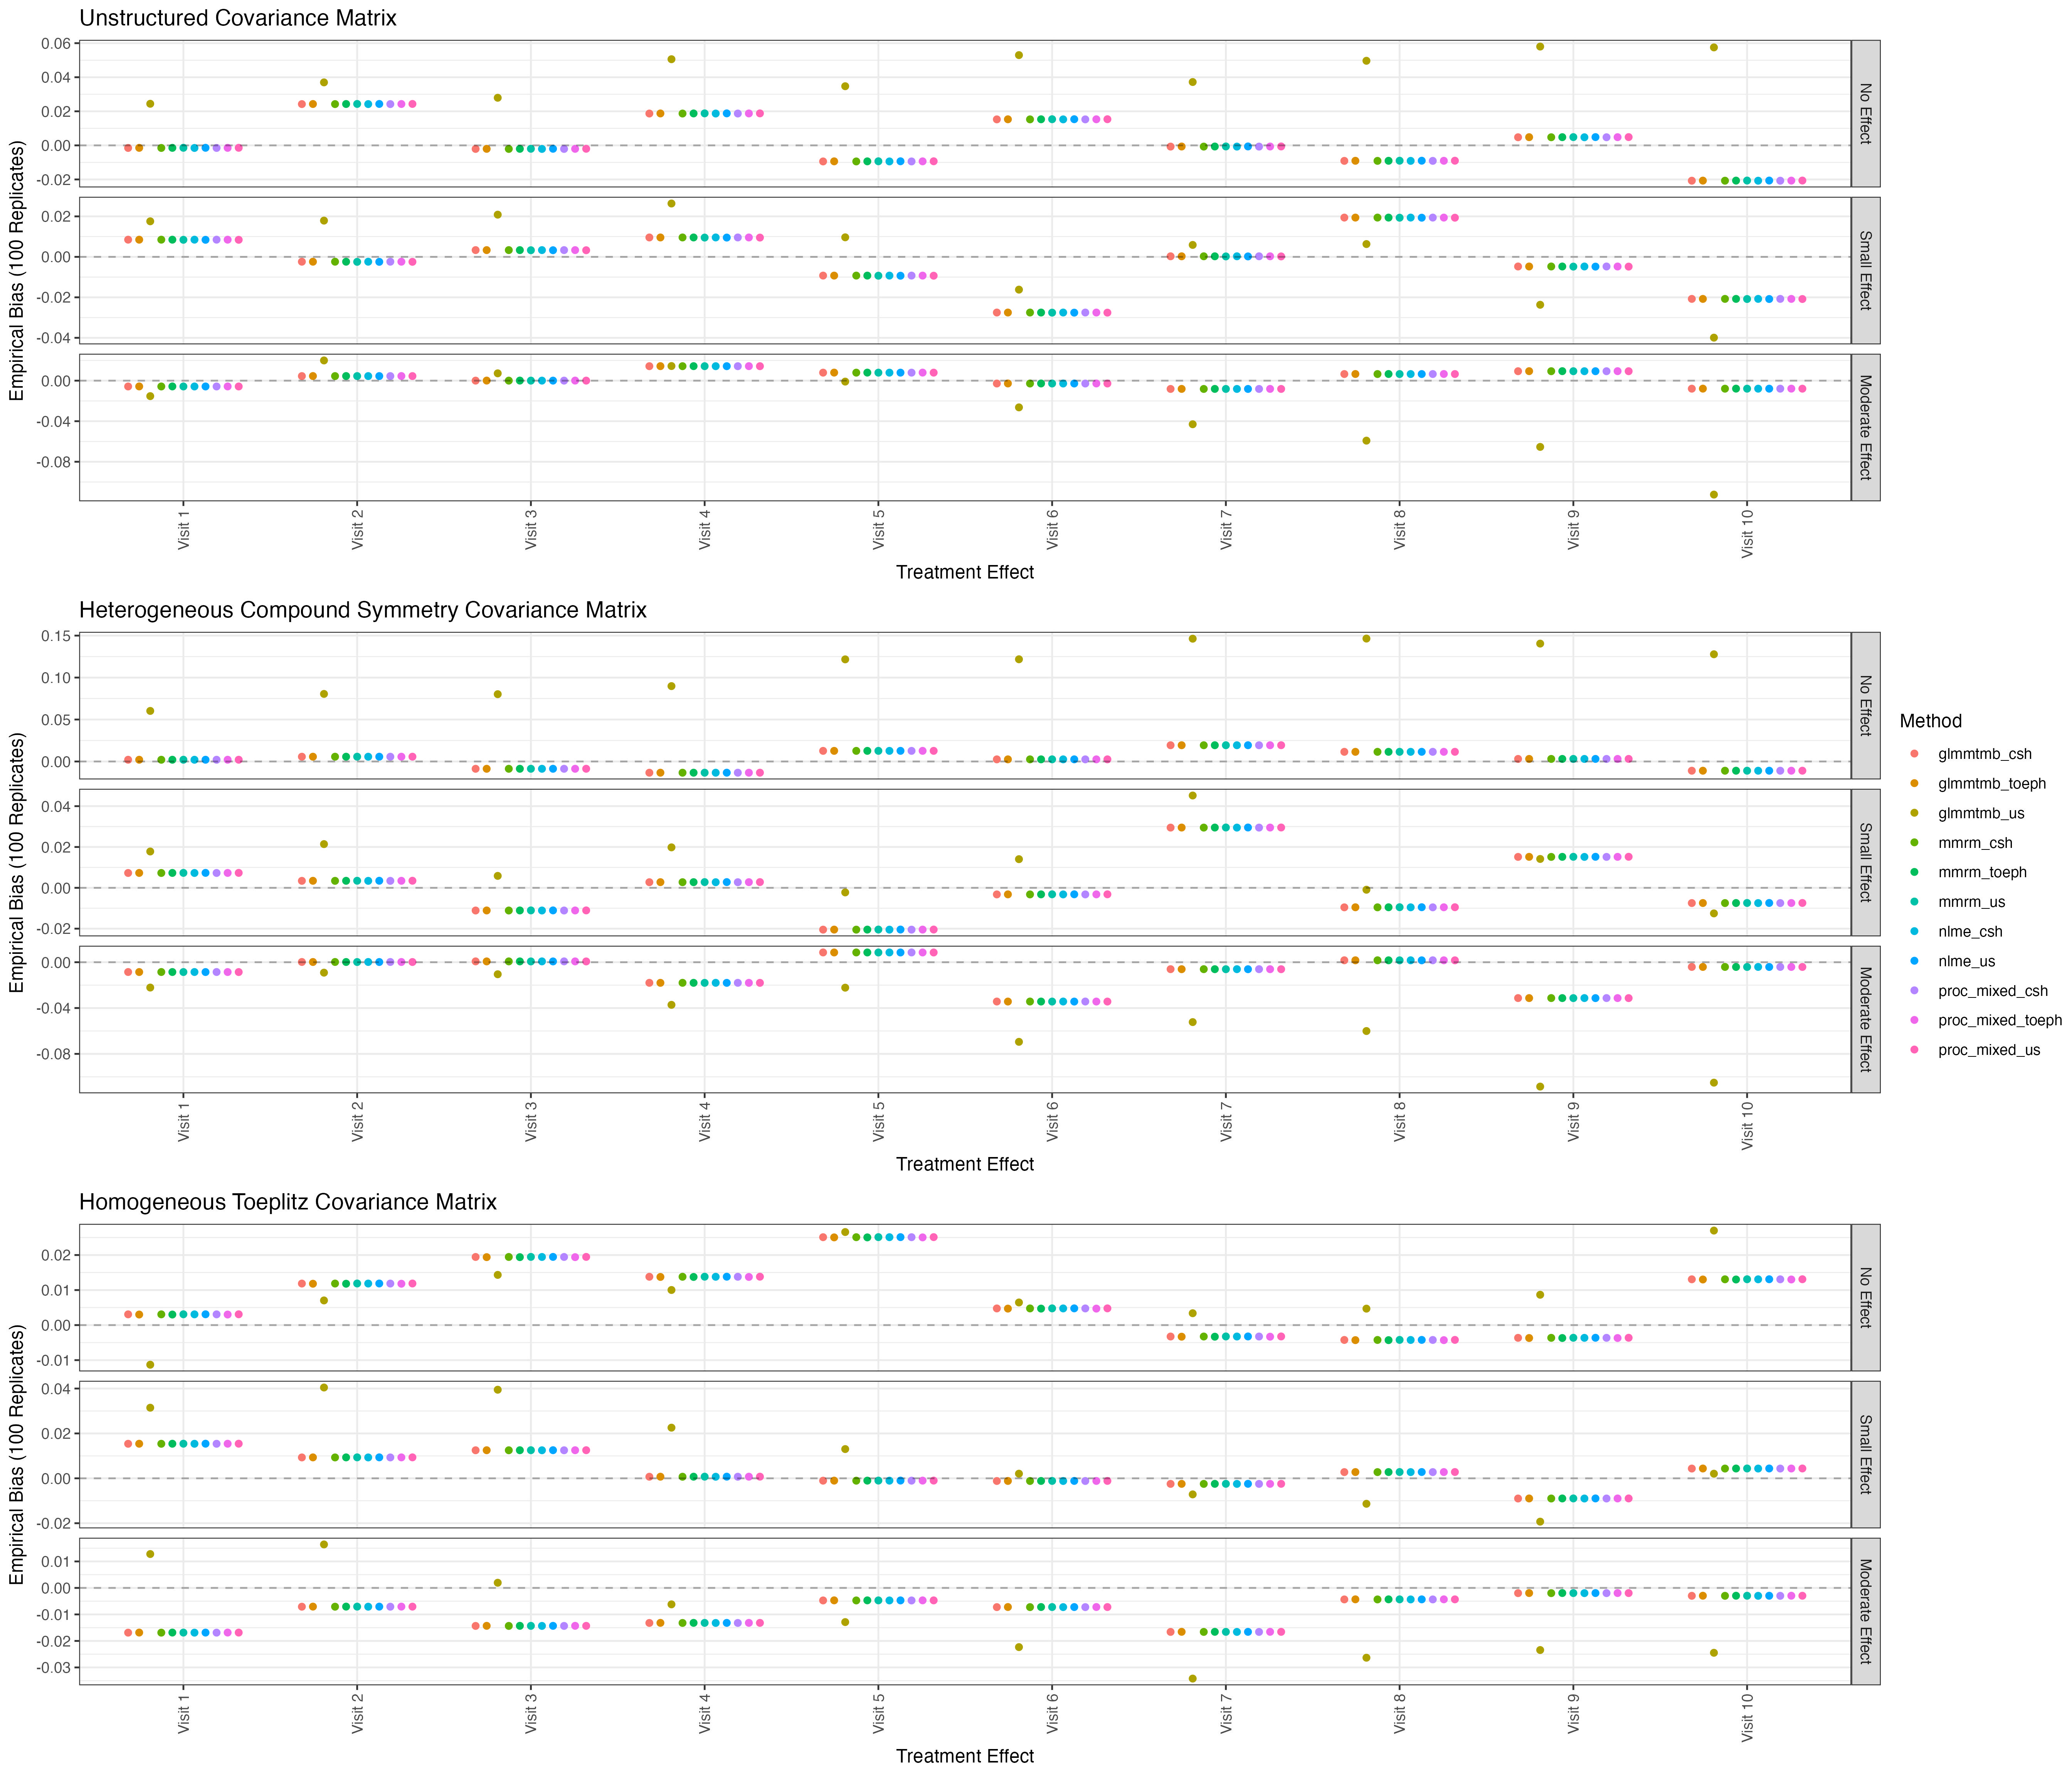 Unstructured Covariance Matrix
Empirical Bias (100 Replicates)
0.06
0.04
0.02
0.00
-0.02
No Effect
0.02
0.00
-0.02
-0.04
Small Effect
0.00
-0.04
-0.08
Moderate Effect
Visit 1
Visit 2
Visit 3
Visit 4
Visit 5
Visit 6
Visit 7
Visit 8
Visit 9
Visit 10
Treatment Effect
Heterogeneous Compound Symmetry Covariance Matrix
Empirical Bias (100 Replicates)
0.15
0.10
0.05
0.00
No Effect
0.04
0.02
0.00
-0.02
Small Effect
0.00
-0.04
-0.08
Moderate Effect
Visit 1
Visit 2
Visit 3
Visit 4
Visit 5
Visit 6
Visit 7
Visit 8
Visit 9
Visit 10
Treatment Effect
Homogeneous Toeplitz Covariance Matrix
Empirical Bias (100 Replicates)
0.02
0.01
0.00
-0.01
No Effect
0.04
0.02
0.00
-0.02
Small Effect
0.01
0.00
-0.01
-0.02
-0.03
Moderate Effect
Visit 1
Visit 2
Visit 3
Visit 4
Visit 5
Visit 6
Visit 7
Visit 8
Visit 9
Visit 10
Treatment Effect
Method
glmmtmb_csh
glmmtmb_toeph
glmmtmb_us
mmrm_csh
mmrm_toeph
mmrm_us
nlme_csh
nlme_us
proc_mixed_csh
proc_mixed_toeph
proc_mixed_us